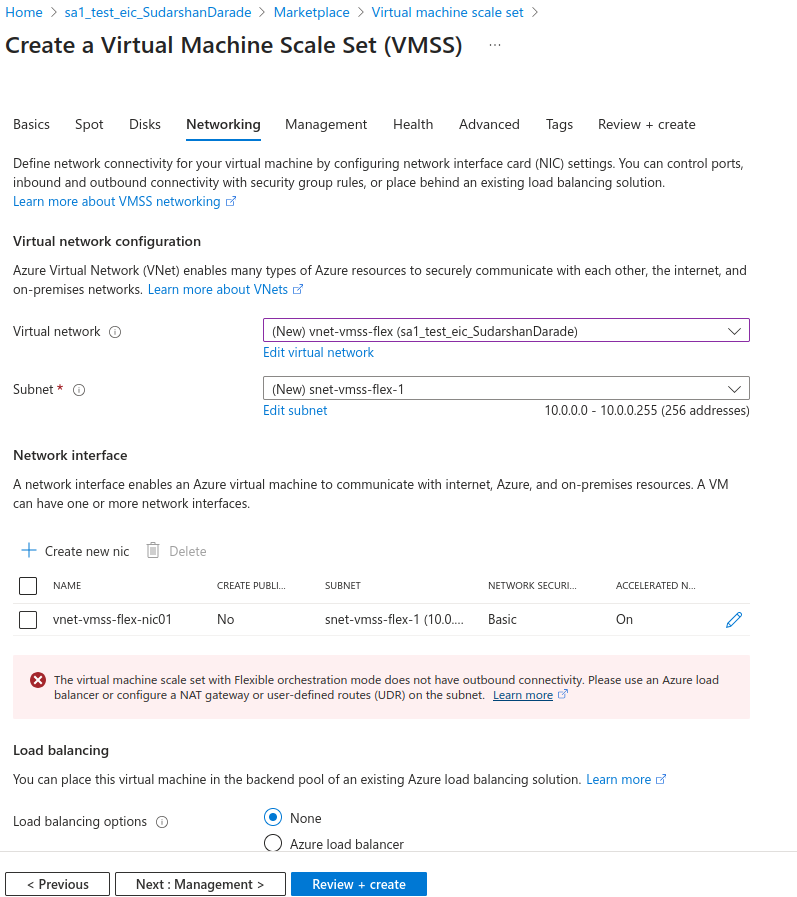 Home > sa1_test_eic_SudarshanDarade > Marketplace > Virtual machine scale set >
Create a Virtual Machine Scale Set (VMSS) ...
Basics Spot Disks Networking Management Health Advanced Tags Review + create
Define network connectivity for your virtual machine by configuring network interface card (NIC) settings. You can control ports,
inbound and outbound connectivity with security group rules, or place behind an existing load balancing solution.
Learn more about VMSS networking
Virtual network configuration
Azure Virtual Network (VNet) enables many types of Azure resources to securely communicate with each other, the internet, and
on-premises networks. Learn more about VNets
Virtual network
(New) vnet-vmss-flex (sa1_test_eic_SudarshanDarade)
Edit virtual network
Subnet *
(New) snet-vmss-flex-1
Edit subnet 10.0.0.0 - 10.0.0.255 (256 addresses)
Network interface
A network interface enables an Azure virtual machine to communicate with internet, Azure, and on-premises resources. A VM
can have one or more network interfaces.
Create new nic Delete
NAME CREATE PUBLI... SUBNET NETWORK SECURI... ACCELERATED N...
vnet-vmss-flex-nic01 No snet-vmss-flex-1 (10.0.... Basic On
The virtual machine scale set with Flexible orchestration mode does not have outbound connectivity. Please use an Azure load
balancer or configure a NAT gateway or user-defined routes (UDR) on the subnet. Learn more
Load balancing
You can place this virtual machine in the backend pool of an existing Azure load balancing solution. Learn more
Load balancing options
None
Azure load balancer
< Previous Next : Management > Review + create